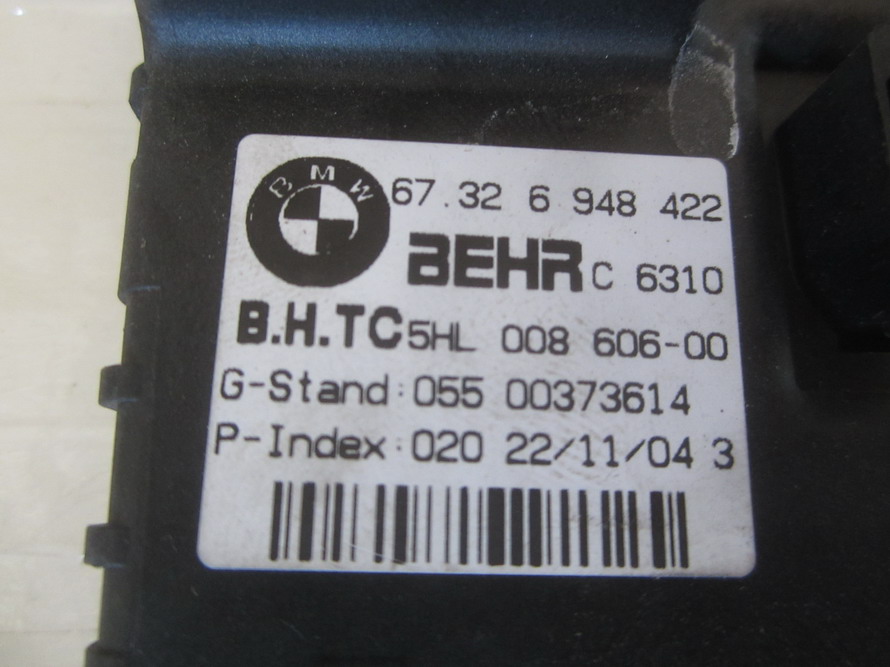 BMW
67.32 6 948 422
BEHR C 6310
B.H.TC 5HL 008 606-00
G-Stand:055 00373614
P-Index:020 22/11/04 3